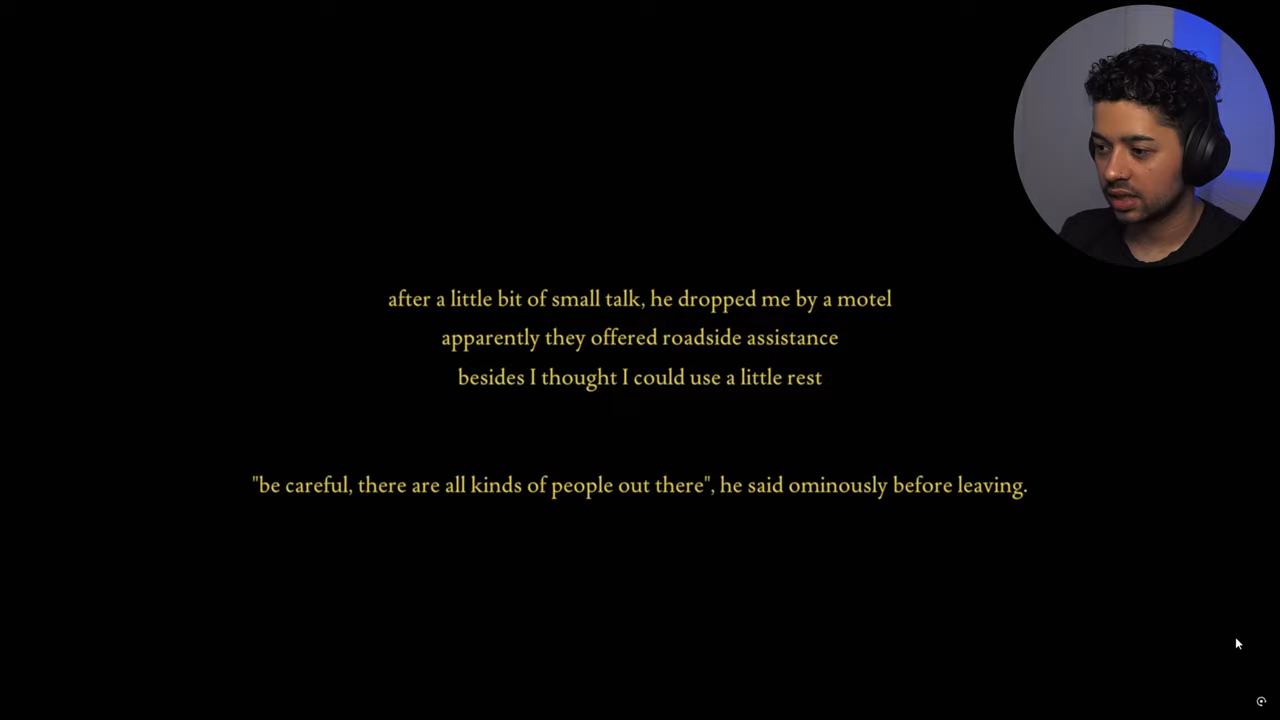 after a little bit of small talk, he dropped me by a motel
apparently they offered roadside assistance
besides I thought I could use a little rest
"be careful, there are all kinds of people out there", he said ominously before leaving.